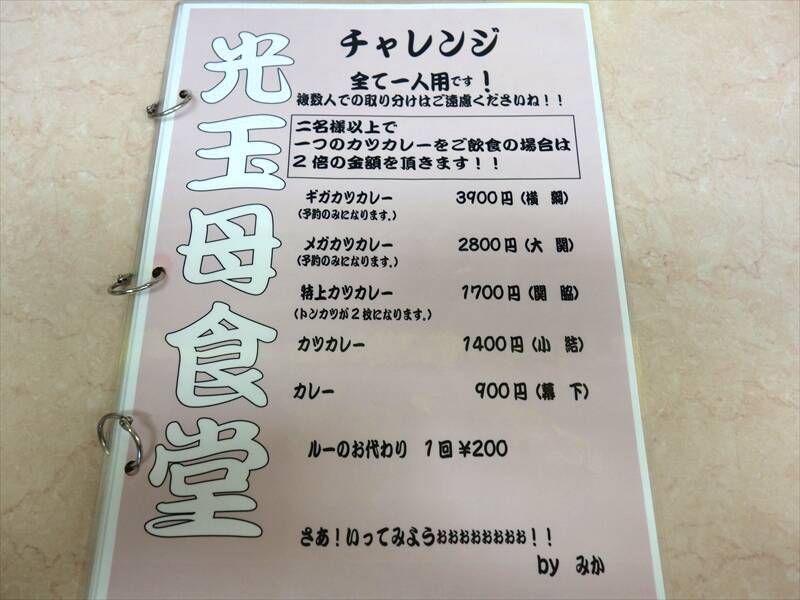 光玉母食堂
チャレンジ
全て一人用です！
複数人での取り分けはご遠慮くださいね！！
二名様以上で
一つのカツカレーをご飲食の場合は
２倍の金額を頂きます！！
ギガカツカレー 3900円（横 綱）
（予約のみになります。）
メガカツカレー 2800円（大 関）
（予約のみになります。）
特上カツカレー 1700円（関 脇）
（トンカツが２枚になります。）
カツカレー 1400円（小 結）
カレー 900円（幕 下）
ルーのお代わり １回¥200
さあ！いってみようぉぉぉぉぉぉぉぉ！！
by みか